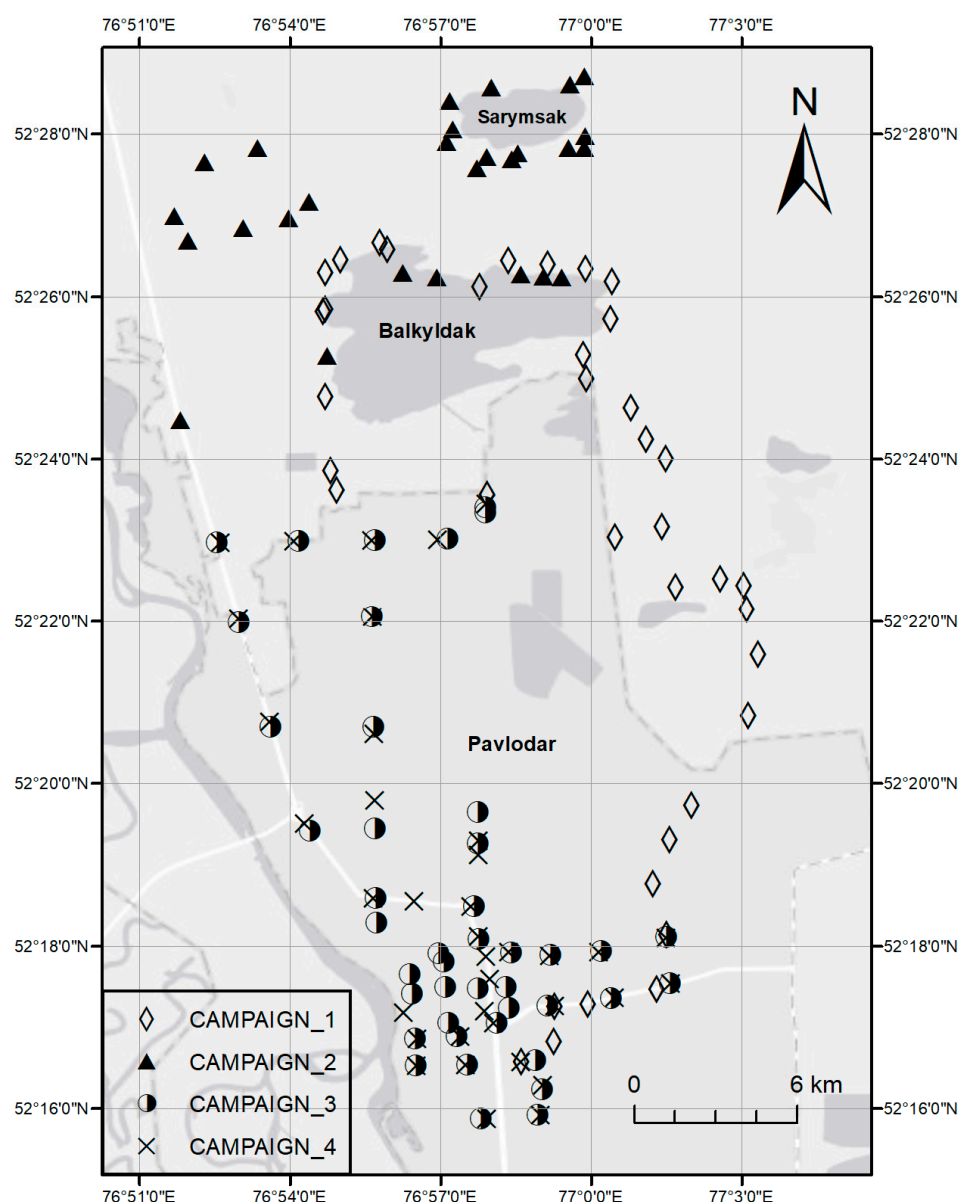 76°51'0"E 76°54'0"E 76°57'0"E 77°0'0"E 77°3'0"E
N
Sarymsak
52°28'0"N 52°28'0"N
52°26'0"N 52°26'0"N
Balkyldak
52°24'0"N 52°24'0"N
52°22'0"N 52°22'0"N
Pavlodar
52°20'0"N 52°20'0"N
52°18'0"N 52°18'0"N
CAMPAIGN_1
CAMPAIGN_2
0 6 km
CAMPAIGN_3
52°16'0"N 52°16'0"N
CAMPAIGN_4
76°51'0"E 76°54'0"E 76°57'0"E 77°0'0"E 77°3'0"E